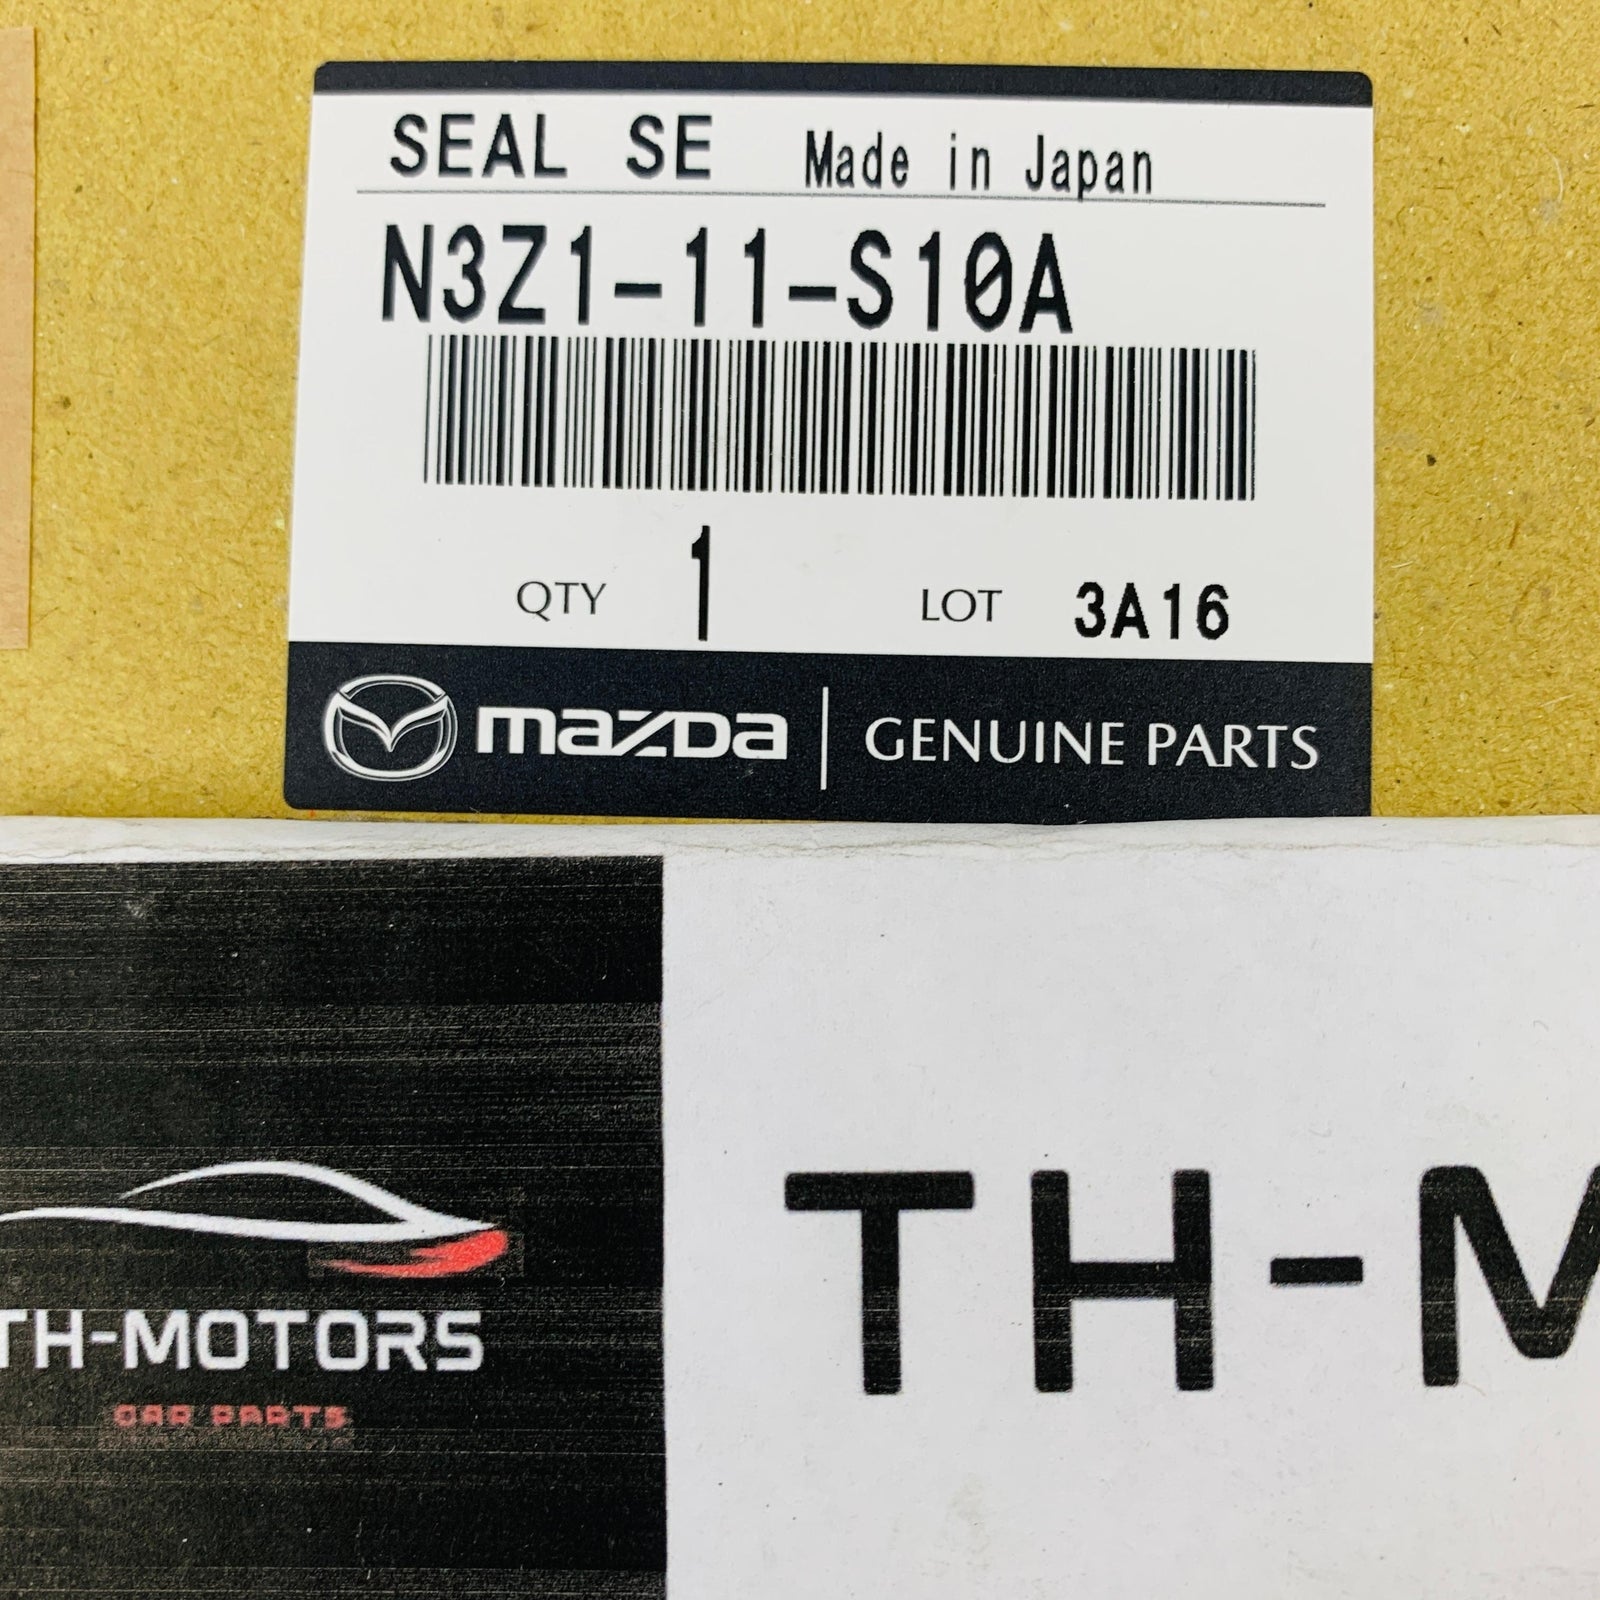 SEAL SE Made in Japan
N3Z1-11-S10A
QTY 1 LOT 3A16
mazda GENUINE PARTS
TH-MOTORS
CAR PARTS
TH-M